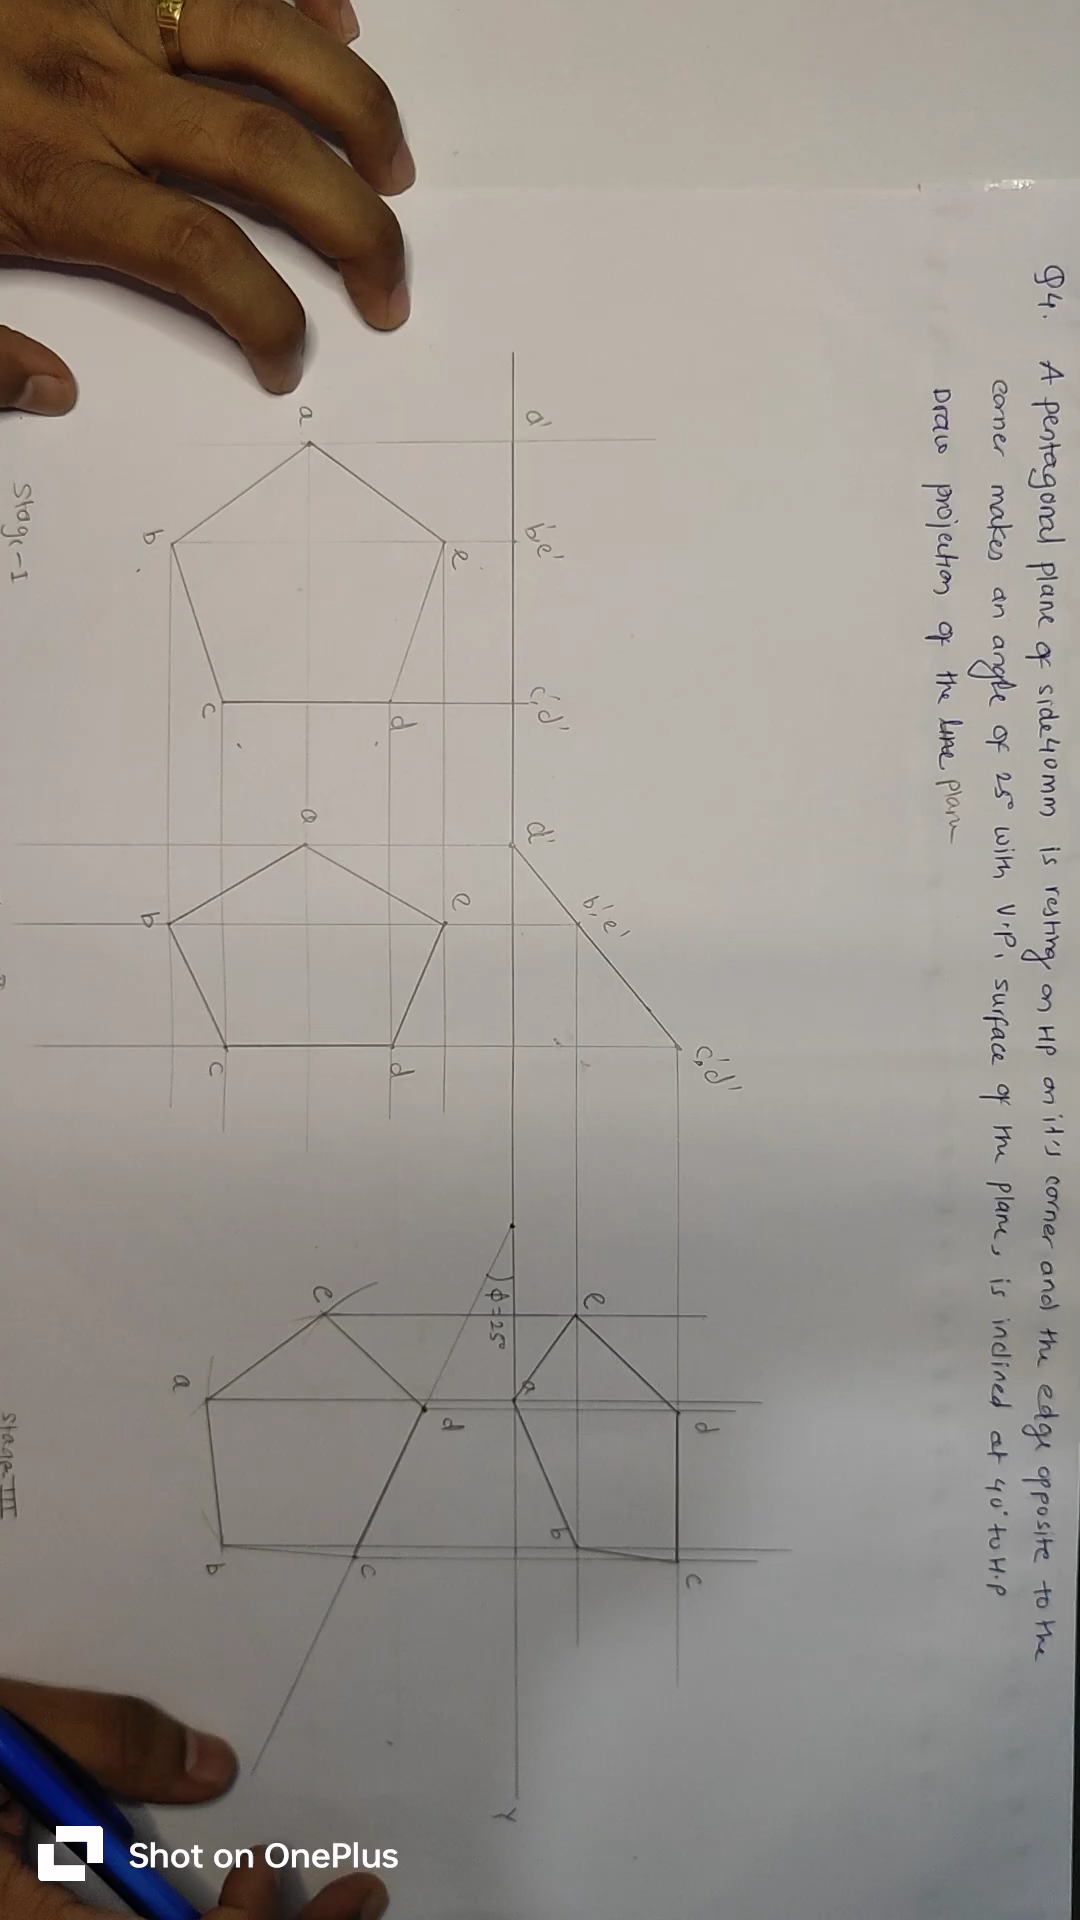 Q4. A pentagonal plane of side 40mm is resting on HP on it's corner and the edge opposite to the
corner makes an angle of 25° with V.P, surface of the plane, is inclined at 40° to H.P
Draw projection of the plane
a'
b'e'
c',d'
d'
b',e'
c',d'
e
d
a
b
c
Y
φ=25°
a
e
b
c
d
a
e
b
c
d
e
d
a
c
b
Stage-I
Stage III
Shot on OnePlus